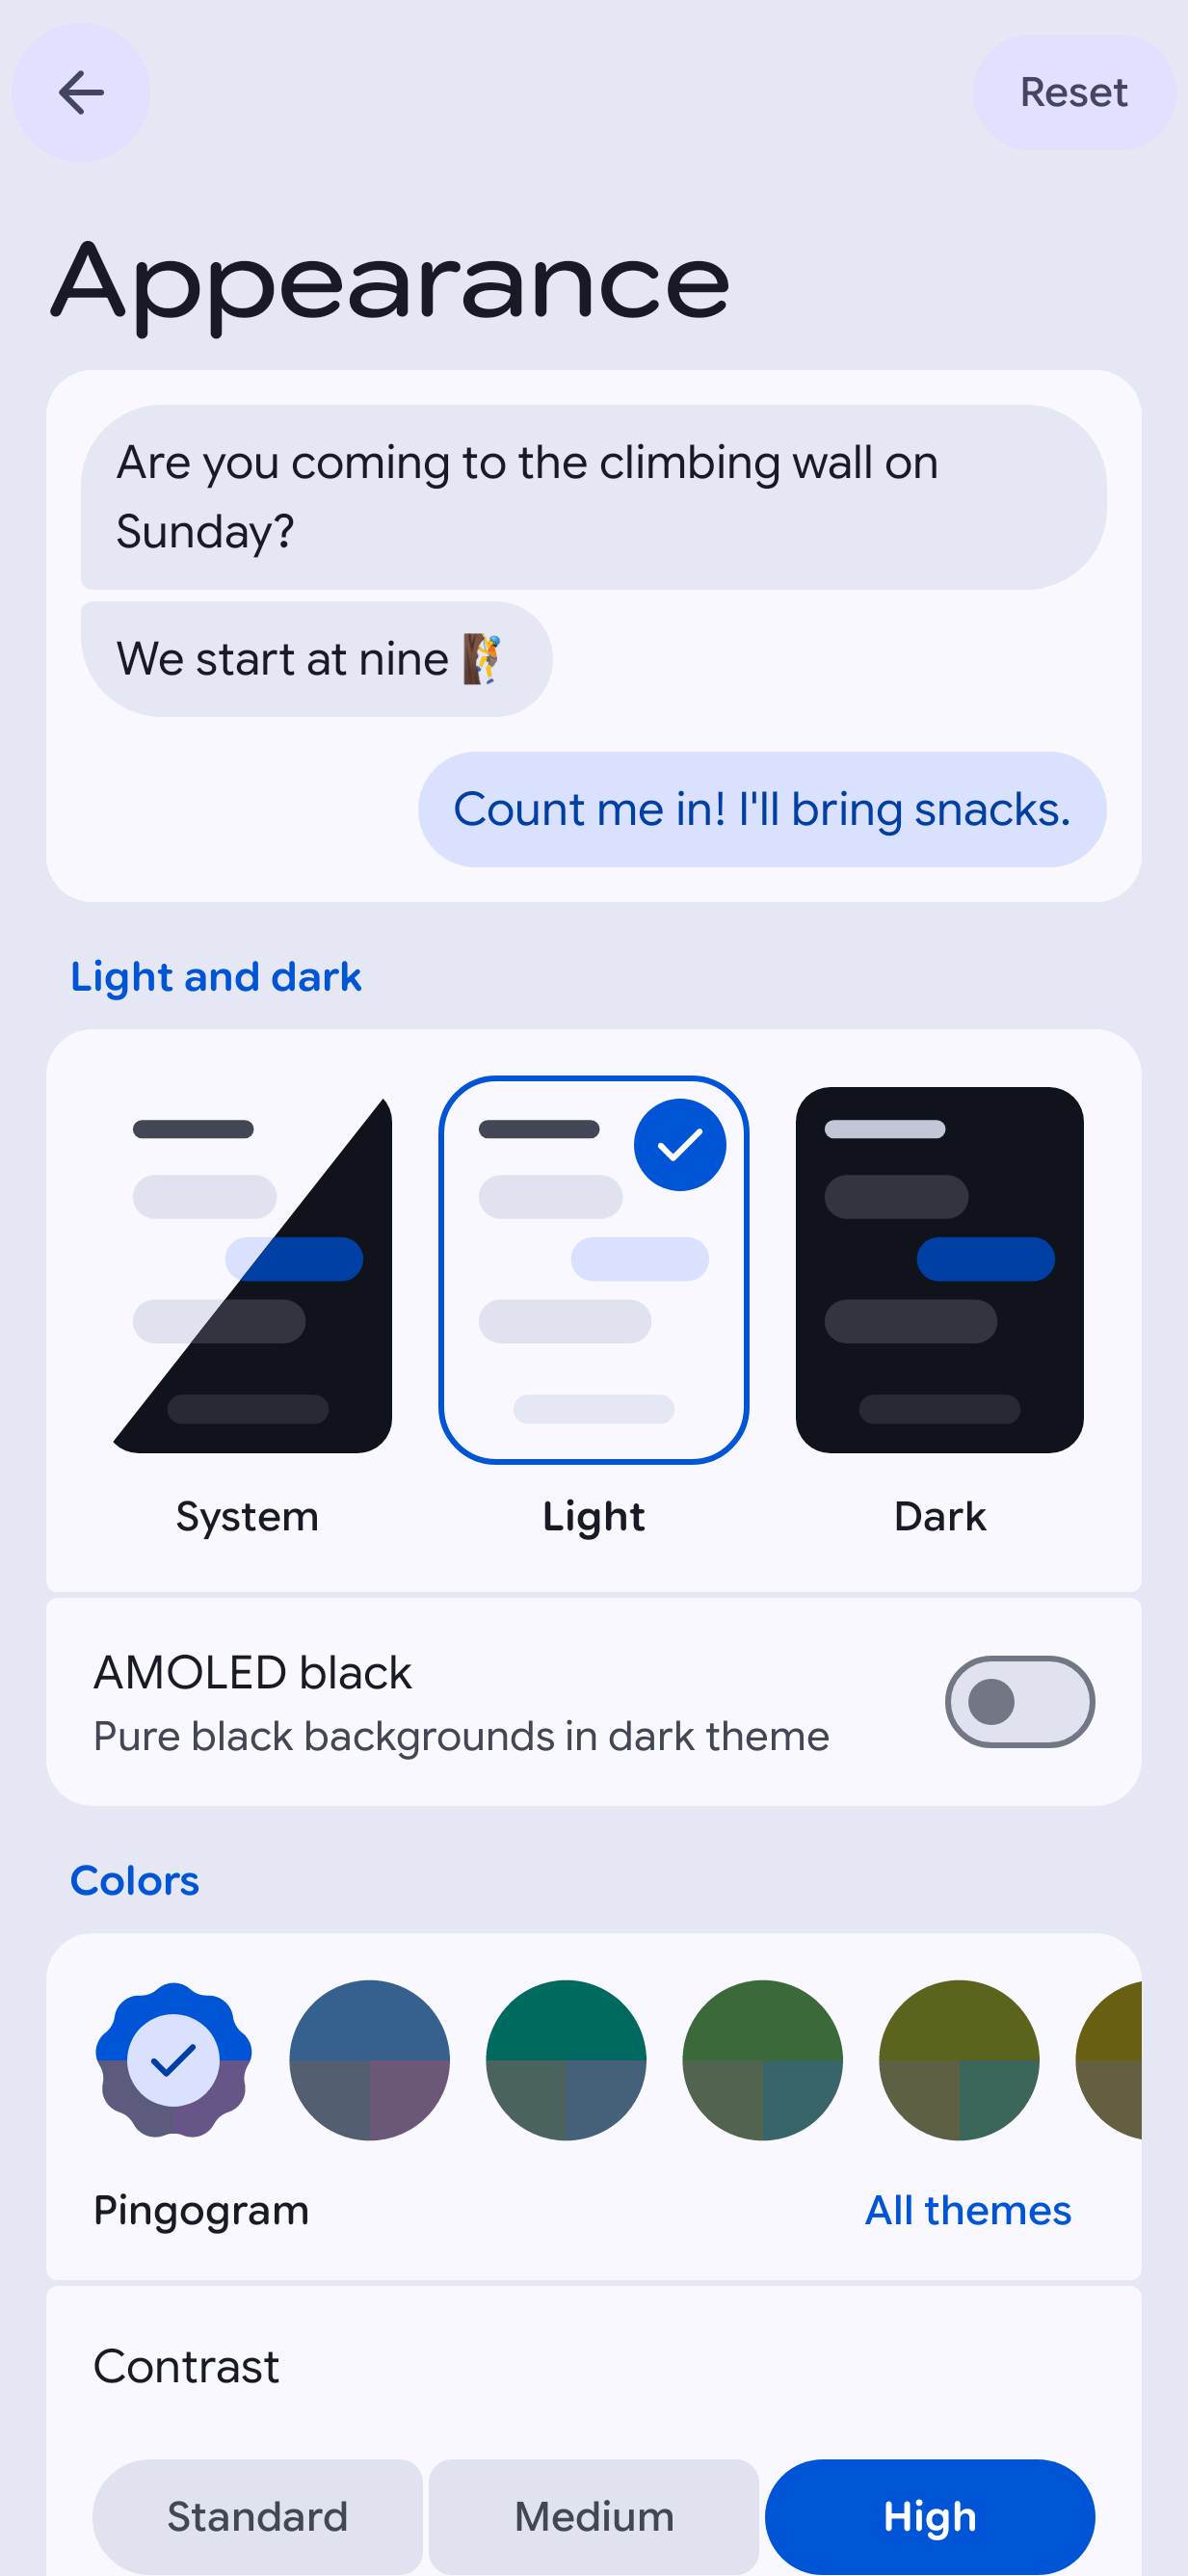 Reset
Appearance
Are you coming to the climbing wall on
Sunday?
We start at nine 🧗
Count me in! I'll bring snacks.
Light and dark
System
Light
Dark
AMOLED black
Pure black backgrounds in dark theme
Colors
Pingogram
All themes
Contrast
Standard
Medium
High